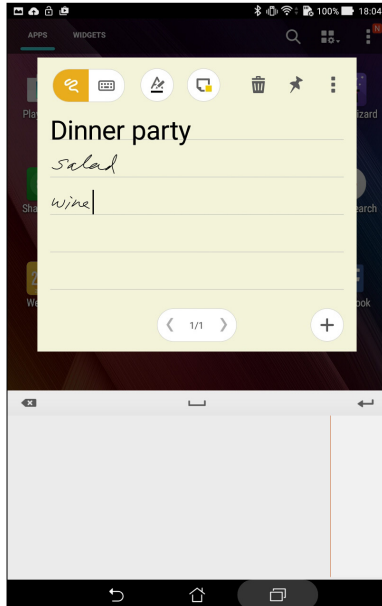 100% 18:04
APPS WIDGETS
N
Dinner party
salad
wine
1/1